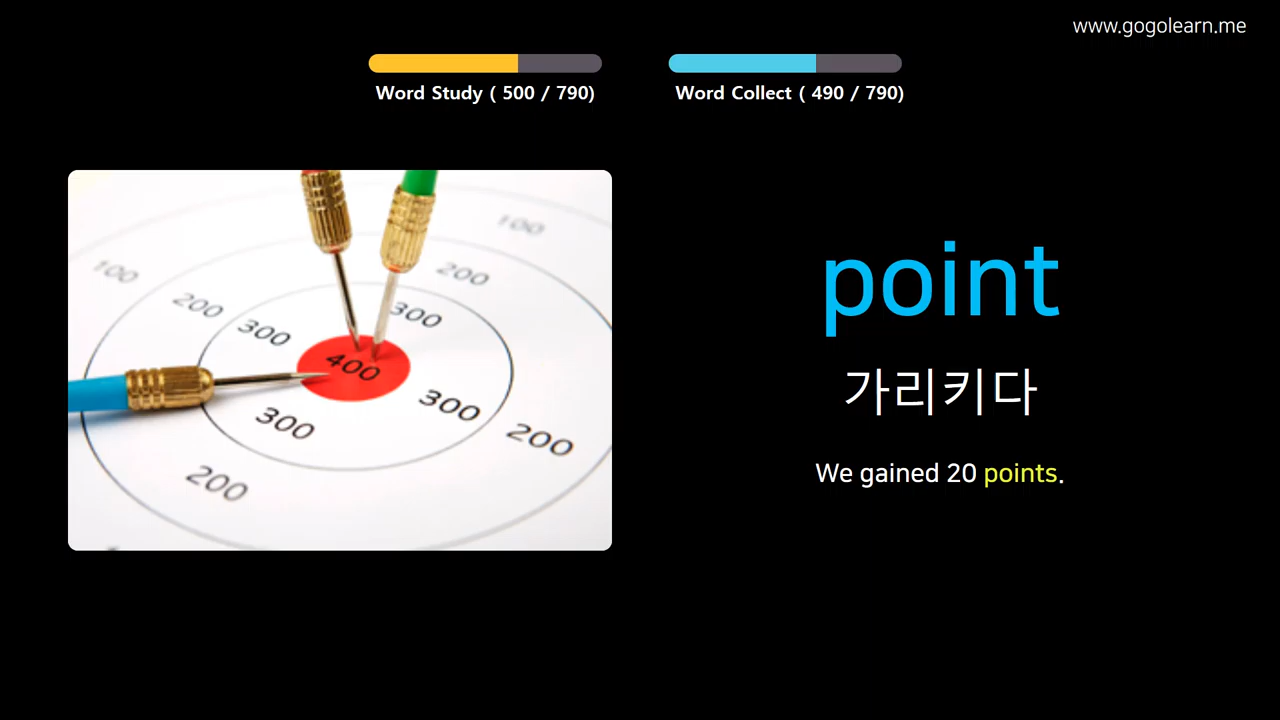 www.gogolearn.me
Word Study ( 500 / 790)
Word Collect ( 490 / 790)
100
100
200
200
300
300
400
300
300
200
200
point
가리키다
We gained 20 points.